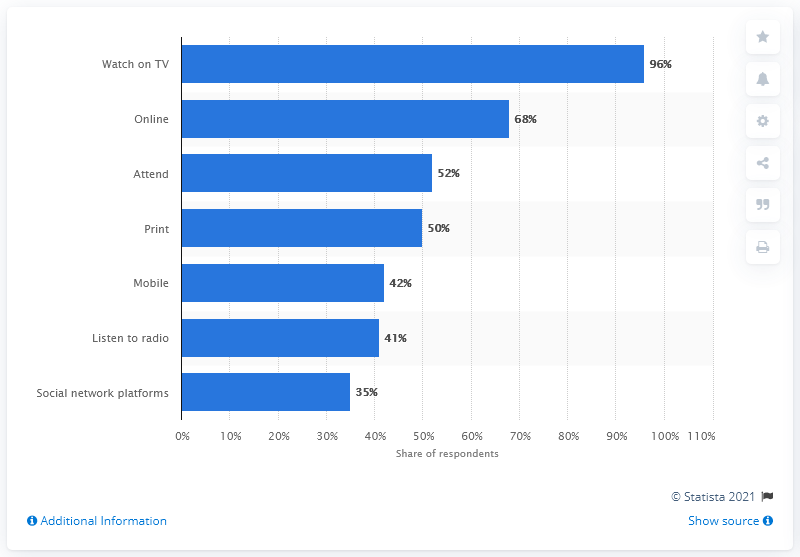 Watch on TV 96%
Online 68%
Attend 52%
Print 50%
Mobile 42%
Listen to radio 41%
Social network platforms 35%
0% 10% 20% 30% 40% 50% 60% 70% 80% 90% 100% 110%
Share of respondents
© Statista 2021
Additional Information Show source